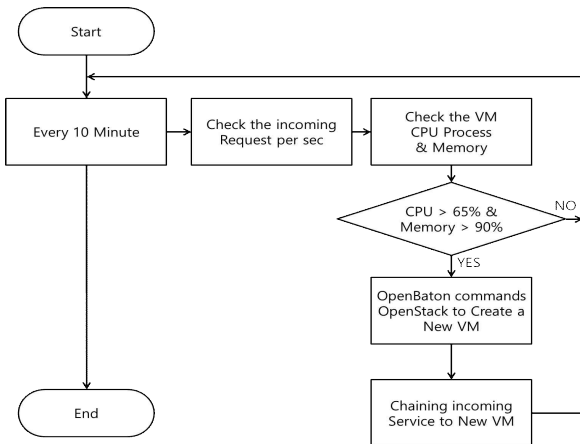 Start
Every 10 Minute
Check the incoming
Request per sec
Check the VM
CPU Process
& Memory
CPU > 65% &
Memory > 90%
NO
YES
OpenBaton commands
OpenStack to Create a
New VM
Chaining incoming
Service to New VM
End